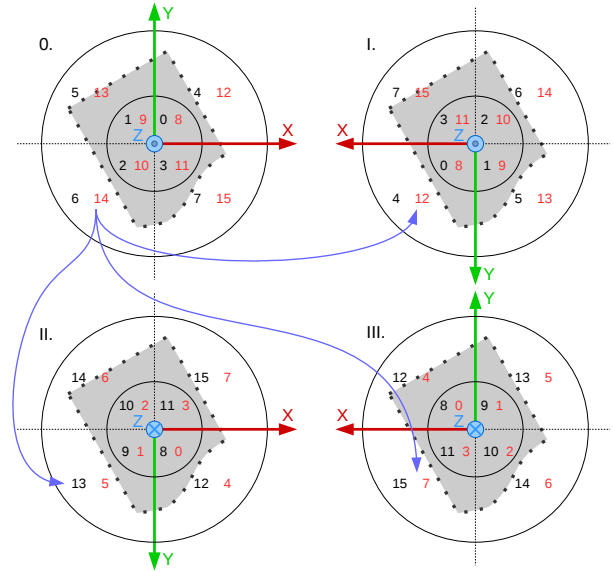 0.
Y
I.
5 13 4 12
7 15 6 14
1 9 0 8
3 11 2 10
Z X
X Z
2 10 3 11
0 8 1 9
6 14 7 15
4 12 5 13
Y
II.
Y
III.
14 6 15 7
12 4 13 5
10 2 11 3
8 0 9 1
Z X
X Z
9 1 8 0
11 3 10 2
13 5 12 4
15 7 14 6
Y